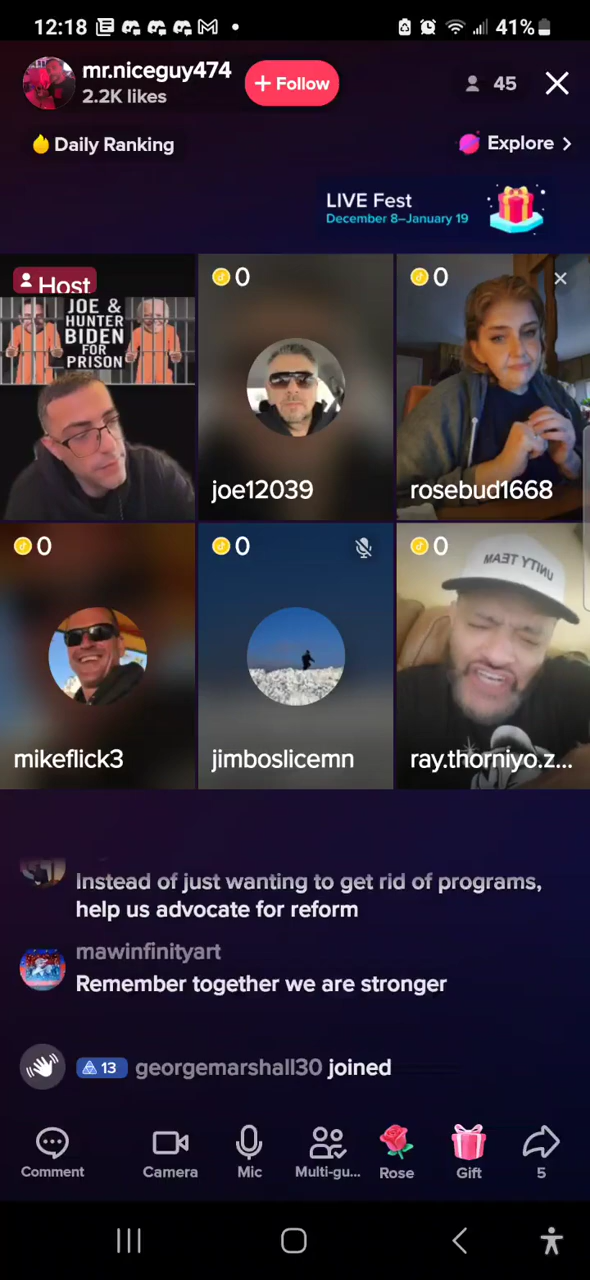 12:18
41%
mr.niceguy474
2.2K likes
+ Follow
45
Daily Ranking
Explore >
LIVE Fest
December 8–January 19
Host
JOE &
HUNTER
BIDEN
FOR
PRISON
0
joe12039
0
rosebud1668
0
mikeflick3
0
jimboslicemn
0
UNITY TEAM
ray.thorniyo.z...
Instead of just wanting to get rid of programs,
help us advocate for reform
mawinfinityart
Remember together we are stronger
13 georgemarshall30 joined
Comment
Camera
Mic
Multi-gu...
Rose
Gift
5